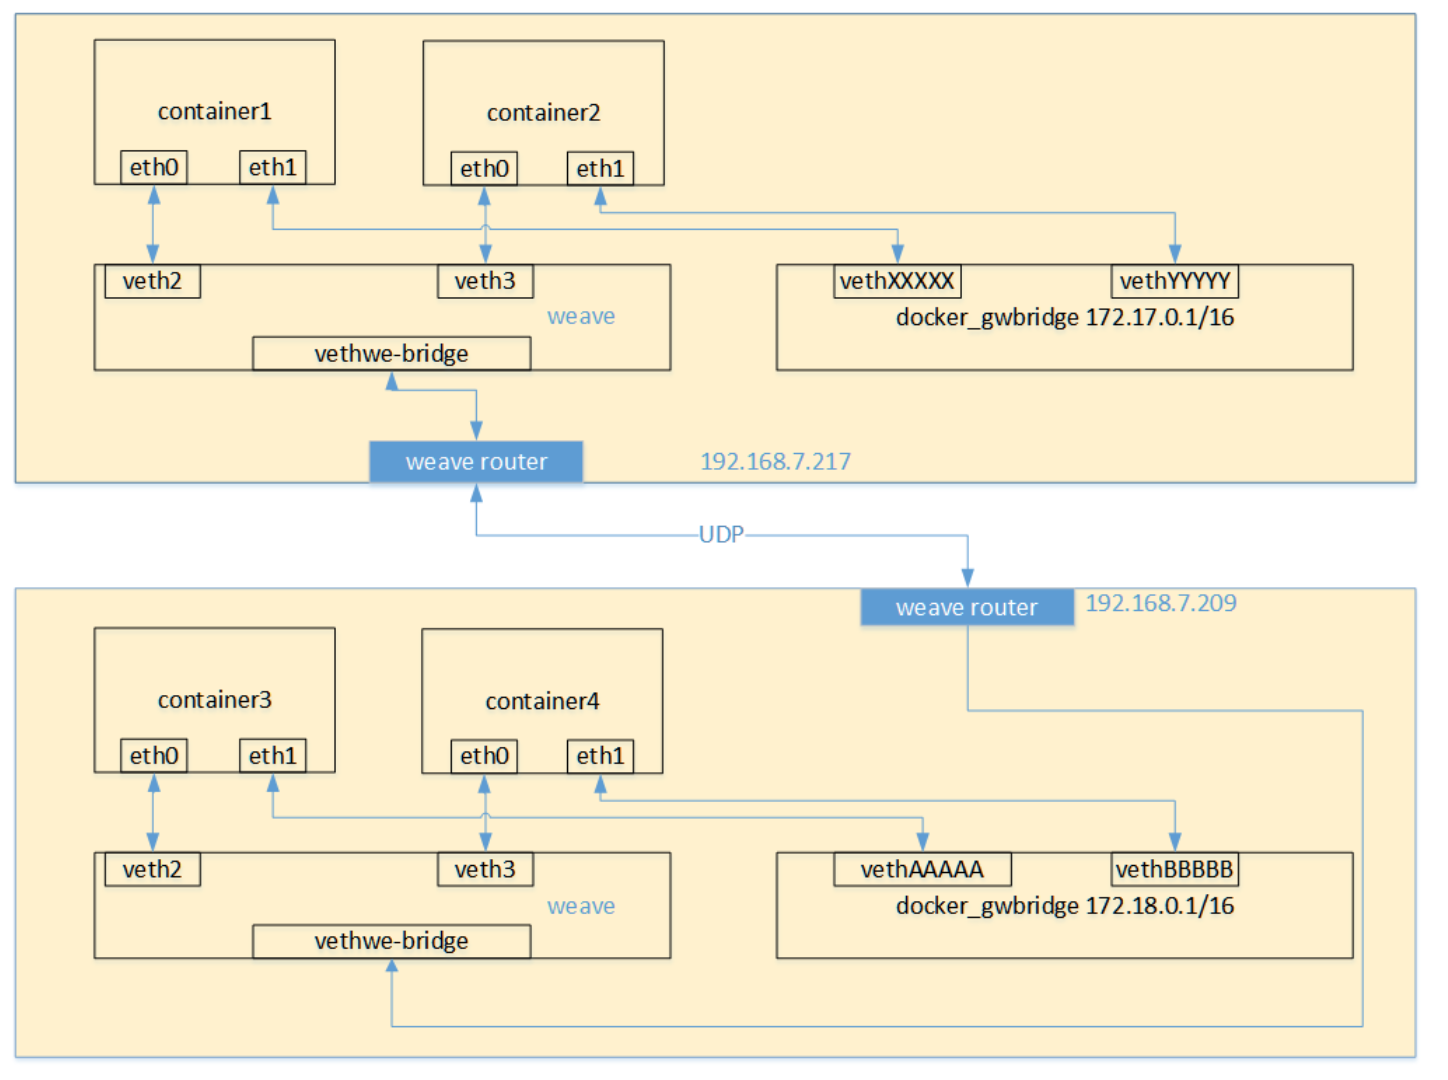 container1
container2
eth0
eth1
eth0
eth1
veth2
veth3
vethXXXXX
vethYYYYY
weave
docker_gwbridge 172.17.0.1/16
vethwe-bridge
weave router
192.168.7.217
UDP
weave router
192.168.7.209
container3
container4
eth0
eth1
eth0
eth1
veth2
veth3
vethAAAAA
vethBBBBB
weave
docker_gwbridge 172.18.0.1/16
vethwe-bridge